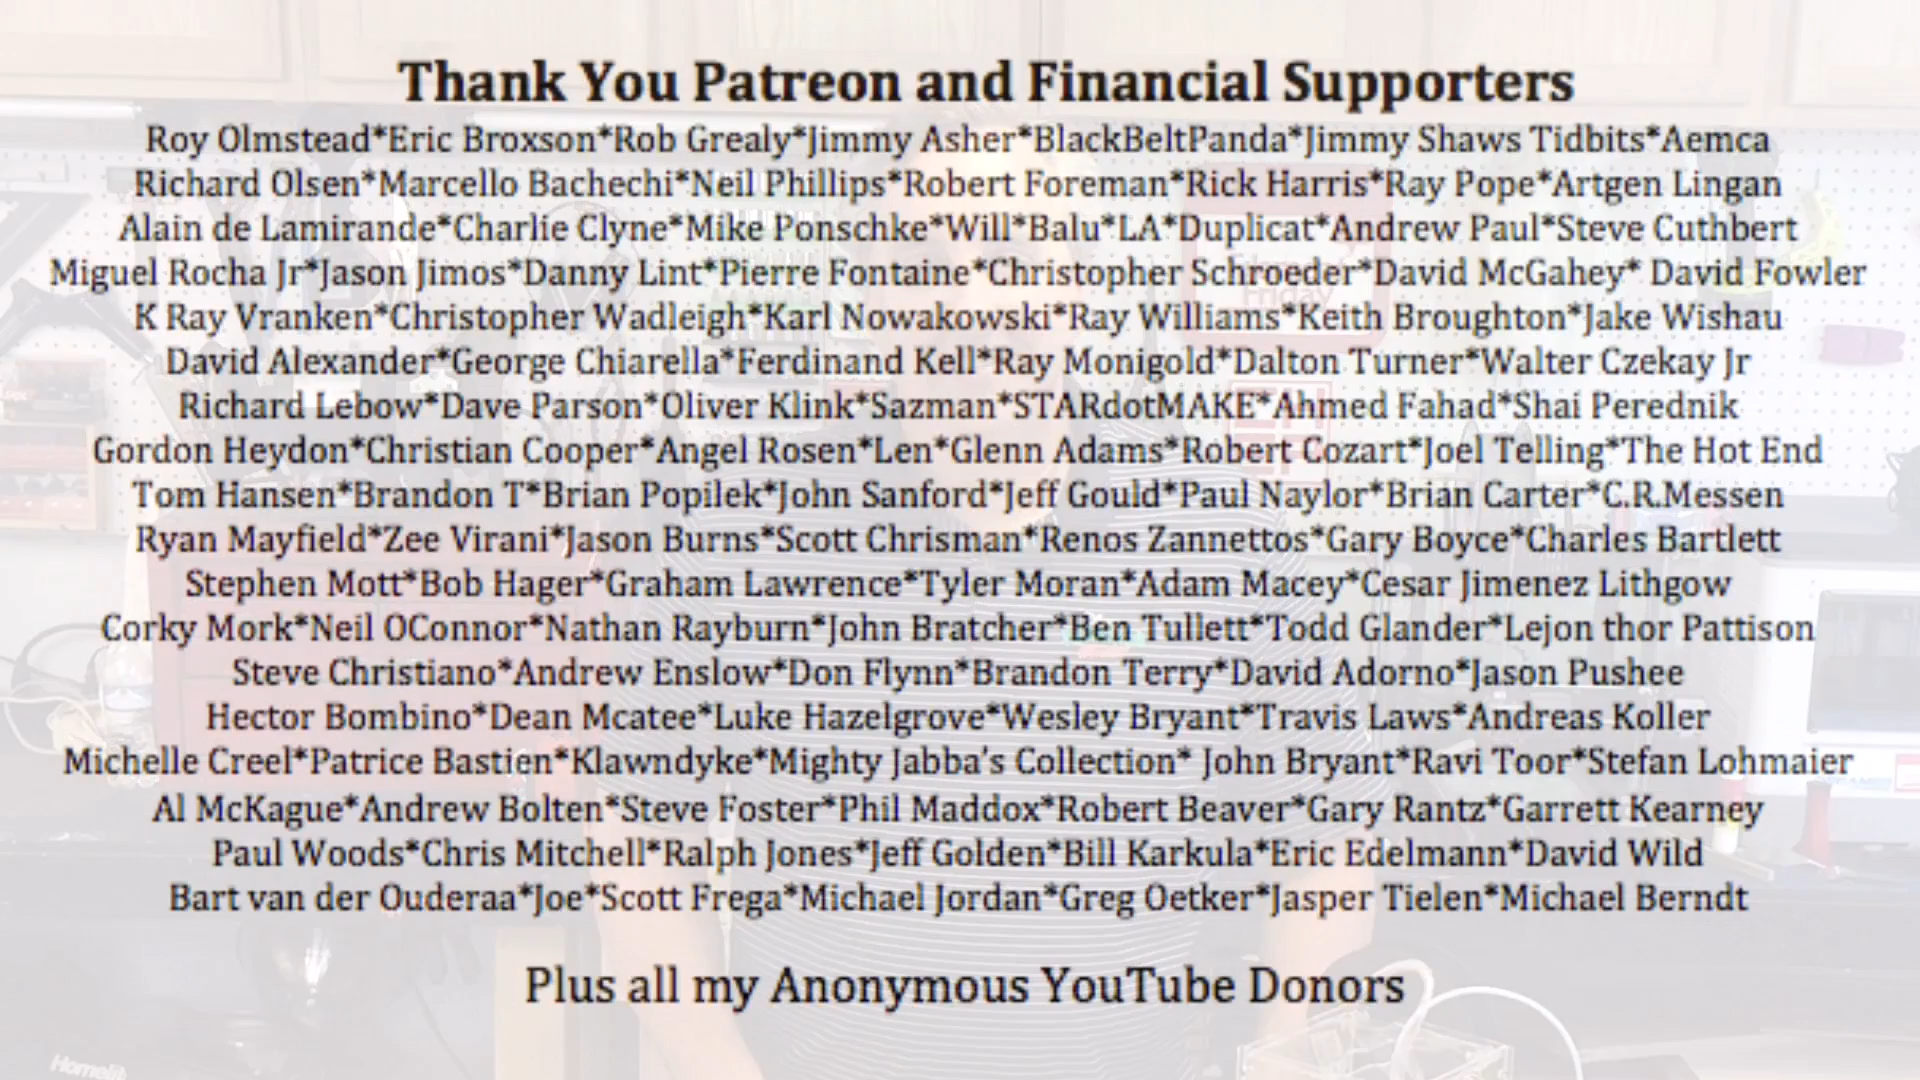 Thank You Patreon and Financial Supporters
Roy Olmstead*Eric Broxson*Rob Grealy*Jimmy Asher*BlackBeltPanda*Jimmy Shaws Tidbits*Aemca
Richard Olsen*Marcello Bachechi*Neil Phillips*Robert Foreman*Rick Harris*Ray Pope*Artgen Lingan
Alain de Lamirande*Charlie Clyne*Mike Ponschke*Will*Balu*LA*Duplicat*Andrew Paul*Steve Cuthbert
Miguel Rocha Jr*Jason Jimos*Danny Lint*Pierre Fontaine*Christopher Schroeder*David McGahey* David Fowler
Friday
K Ray Vranken*Christopher Wadleigh*Karl Nowakowski*Ray Williams*Keith Broughton*Jake Wishau
David Alexander*George Chiarella*Ferdinand Kell*Ray Monigold*Dalton Turner*Walter Czekay Jr
Richard Lebow*Dave Parson*Oliver Klink*Sazman*STARdotMAKE*Ahmed Fahad*Shai Perednik
Gordon Heydon*Christian Cooper*Angel Rosen*Len*Glenn Adams*Robert Cozart*Joel Telling*The Hot End
Tom Hansen*Brandon T*Brian Popilek*John Sanford*Jeff Gould*Paul Naylor*Brian Carter*C.R.Messen
Ryan Mayfield*Zee Virani*Jason Burns*Scott Chrisman*Renos Zannettos*Gary Boyce*Charles Bartlett
Stephen Mott*Bob Hager*Graham Lawrence*Tyler Moran*Adam Macey*Cesar Jimenez Lithgow
Corky Mork*Neil OConnor*Nathan Rayburn*John Bratcher*Ben Tullett*Todd Glander*Lejon thor Pattison
Steve Christiano*Andrew Enslow*Don Flynn*Brandon Terry*David Adorno*Jason Pushee
Hector Bombino*Dean Mcatee*Luke Hazelgrove*Wesley Bryant*Travis Laws*Andreas Koller
Michelle Creel*Patrice Bastien*Klawndyke*Mighty Jabba's Collection* John Bryant*Ravi Toor*Stefan Lohmaier
Al McKague*Andrew Bolten*Steve Foster*Phil Maddox*Robert Beaver*Gary Rantz*Garrett Kearney
Paul Woods*Chris Mitchell*Ralph Jones*Jeff Golden*Bill Karkula*Eric Edelmann*David Wild
Bart van der Ouderaa*Joe*Scott Frega*Michael Jordan*Greg Oetker*Jasper Tielen*Michael Berndt
Plus all my Anonymous YouTube Donors